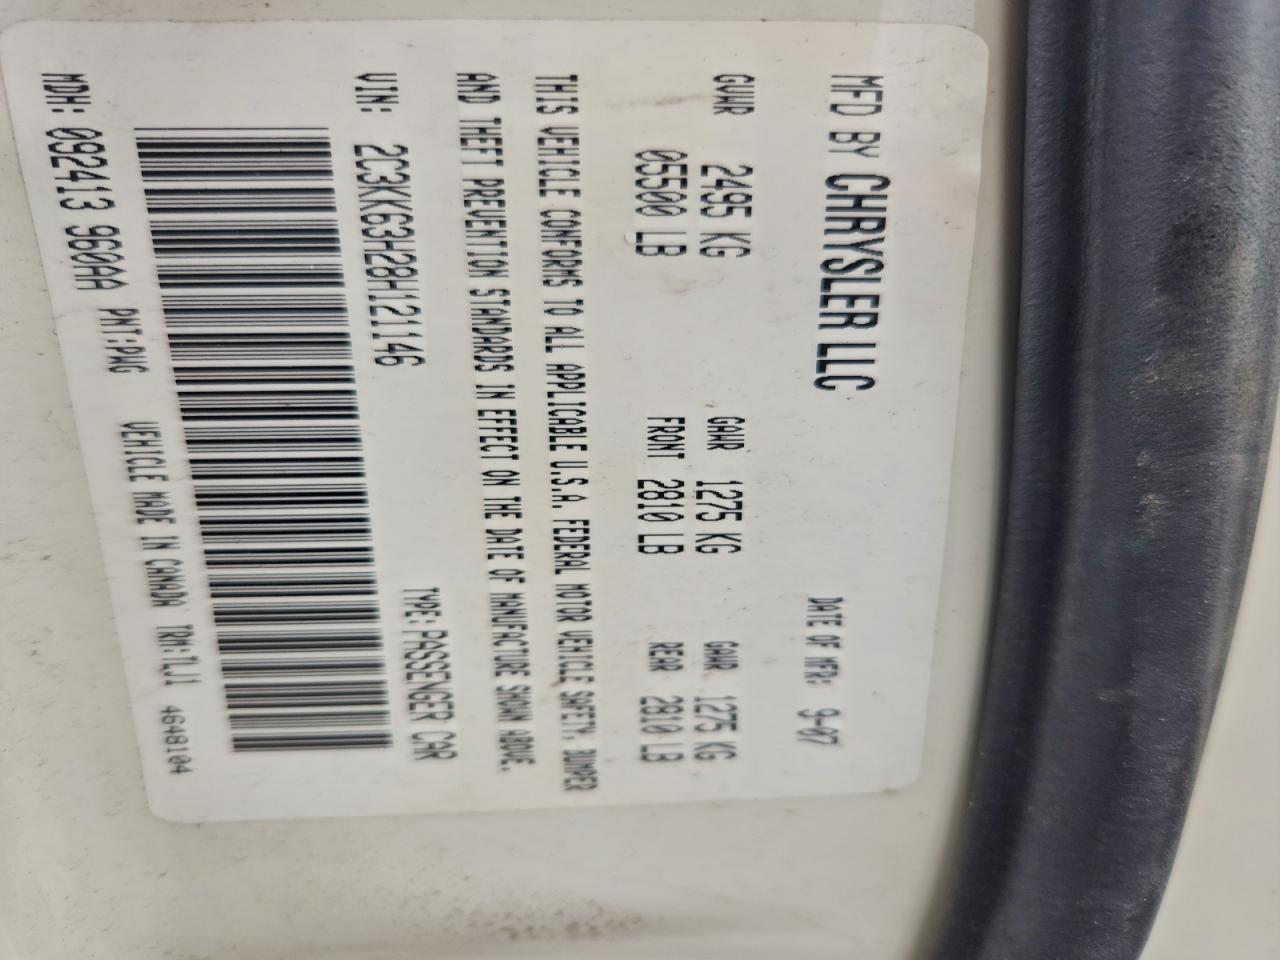 MFD BY CHRYSLER LLC DATE OF MFR: 9-07
GVWR 2495 KG GAWR 1275 KG GAWR 1275 KG
05500 LB FRONT 2810 LB REAR 2810 LB
THIS VEHICLE CONFORMS TO ALL APPLICABLE U.S.A. FEDERAL MOTOR VEHICLE SAFETY, BUMPER
AND THEFT PREVENTION STANDARDS IN EFFECT ON THE DATE OF MANUFACTURE SHOWN ABOVE.
VIN: 2C3KK63H28H121146 TYPE: PASSENGER CAR
MDH: 092413 960AA PNT:PWG VEHICLE MADE IN CANADA TRM:TLJ1 4648104